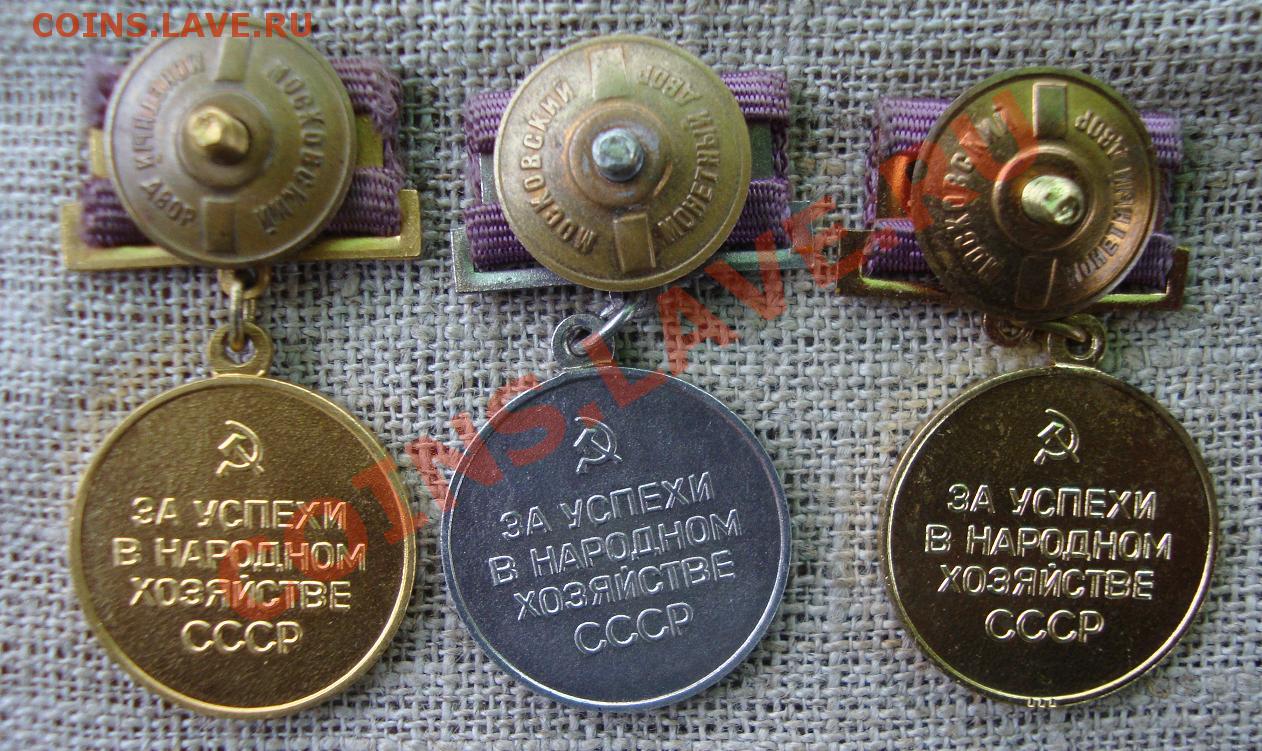 COINS.LAVE.RU
МОСКОВСКИЙ
МОНЕТНЫЙ ДВОР
МОСКОВСКИЙ
МОНЕТНЫЙ ДВОР
МОСКОВСКИЙ
МОНЕТНЫЙ ДВОР
COINS.LAVE.RU
ЗА УСПЕХИ
В НАРОДНОМ
ХОЗЯЙСТВЕ
СССР
ЗА УСПЕХИ
В НАРОДНОМ
ХОЗЯЙСТВЕ
СССР
ЗА УСПЕХИ
В НАРОДНОМ
ХОЗЯЙСТВЕ
СССР